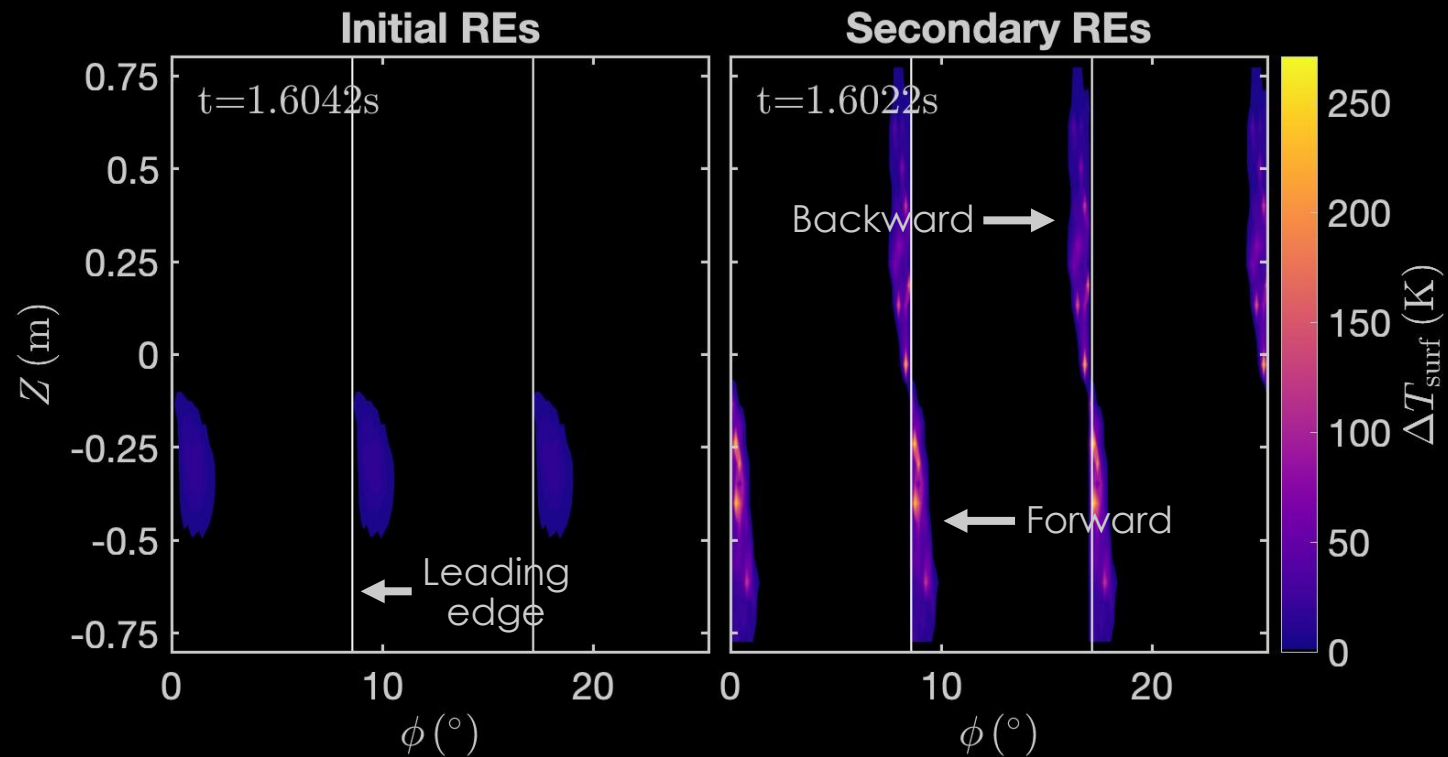 Initial REs
Secondary REs
t=1.6042s
t=1.6022s
Backward
Forward
Leading
edge
Z (m)
0.75
0.5
0.25
0
-0.25
-0.5
-0.75
0 10 20
0 10 20
ϕ (°)
ϕ (°)
250
200
150
100
50
0
ΔT_surf (K)